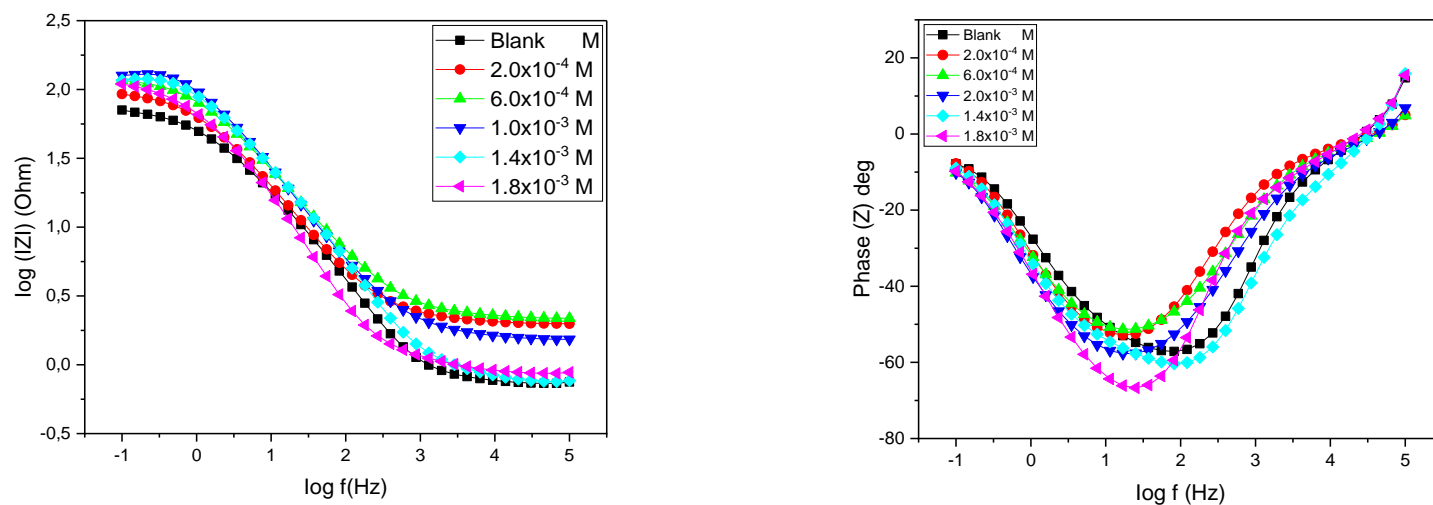 2,5
2,0
1,5
1,0
0,5
0,0
-0,5
log (IZI) (Ohm)
-1 0 1 2 3 4 5
log f(Hz)
Blank M
2.0x10⁻⁴ M
6.0x10⁻⁴ M
1.0x10⁻³ M
1.4x10⁻³ M
1.8x10⁻³ M
20
0
-20
-40
-60
-80
Phase (Z) deg
-1 0 1 2 3 4 5
log f (Hz)
Blank M
2.0x10⁻⁴ M
6.0x10⁻⁴ M
2.0x10⁻³ M
1.4x10⁻³ M
1.8x10⁻³ M